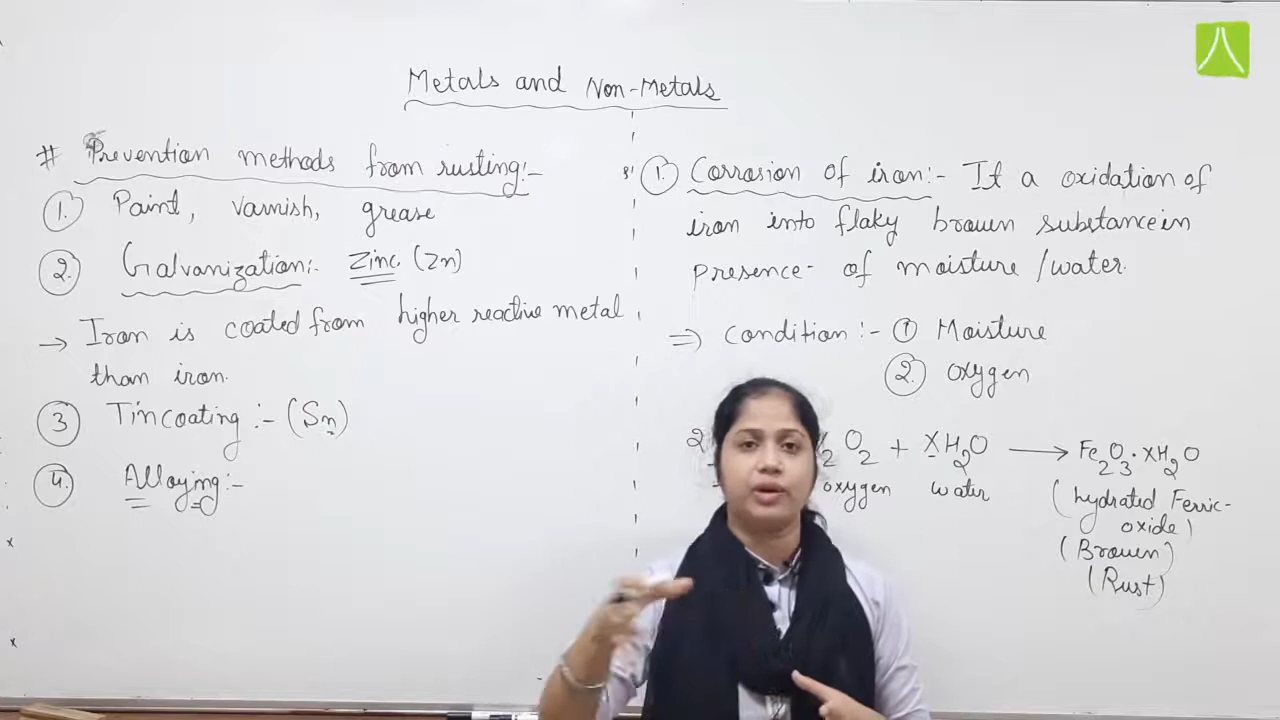 Metals and Non-Metals
# Prevention methods from rusting:-
1. Paint, varnish, grease
2. Galvanization:- Zinc. (Zn)
→ Iron is coated from higher reactive metal
than iron.
3 Tin coating :- (Sn)
4. Alloying:-
1. Corrosion of iron:- It a oxidation of
iron into flaky brown substance in
presence- of moisture/water.
⇒ Condition :- 1 Moisture
2. oxygen
2 O2 + XH2O → Fe2O3.XH2O
oxygen water (hydrated Ferric-
oxide)
(Brown)
(Rust)